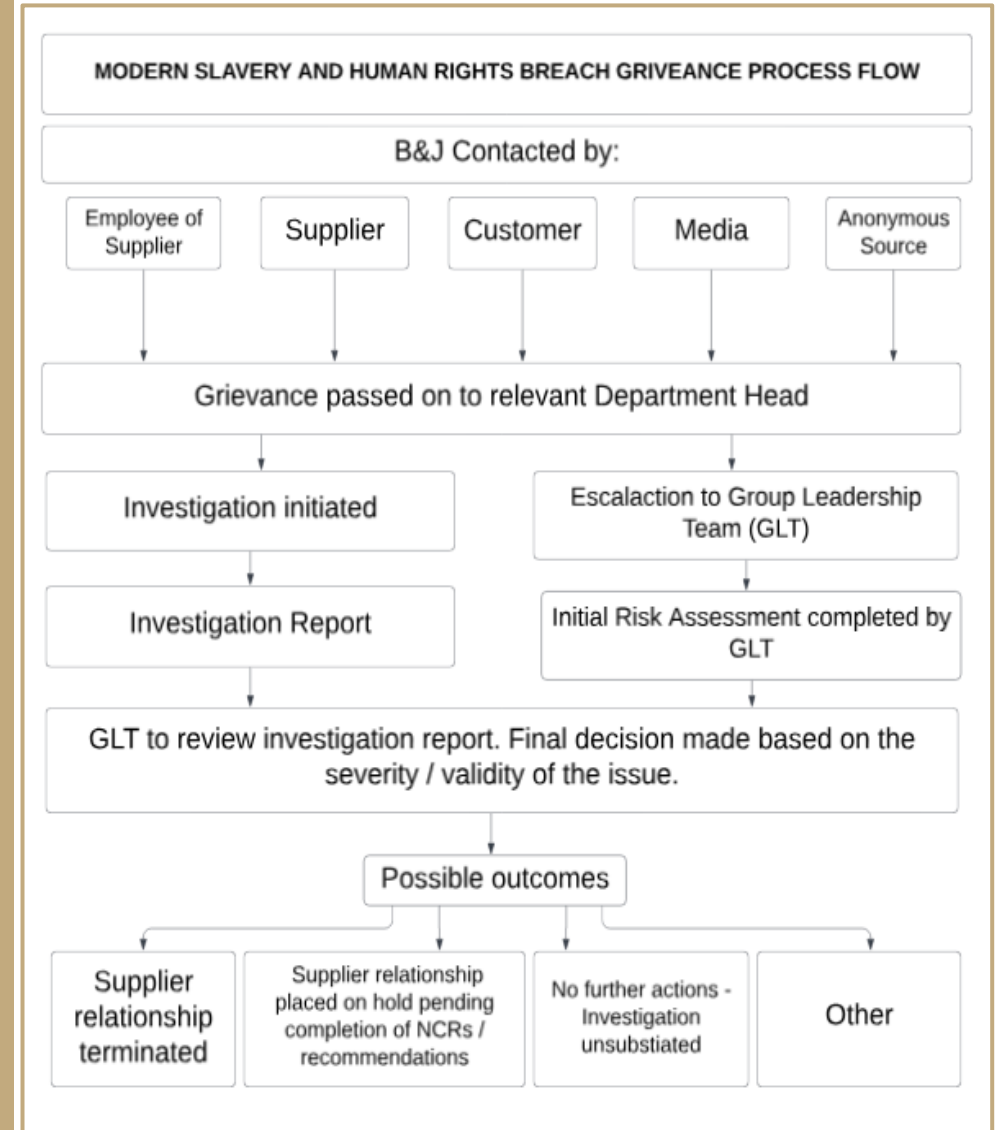 MODERN SLAVERY AND HUMAN RIGHTS BREACH GRIVEANCE PROCESS FLOW
B&J Contacted by:
Employee of
Supplier
Supplier
Customer
Media
Anonymous
Source
Grievance passed on to relevant Department Head
Investigation initiated
Escalaction to Group Leadership
Team (GLT)
Investigation Report
Initial Risk Assessment completed by
GLT
GLT to review investigation report. Final decision made based on the
severity / validity of the issue.
Possible outcomes
Supplier
relationship
terminated
Supplier relationship
placed on hold pending
completion of NCRs /
recommendations
No further actions -
Investigation
unsubstiated
Other